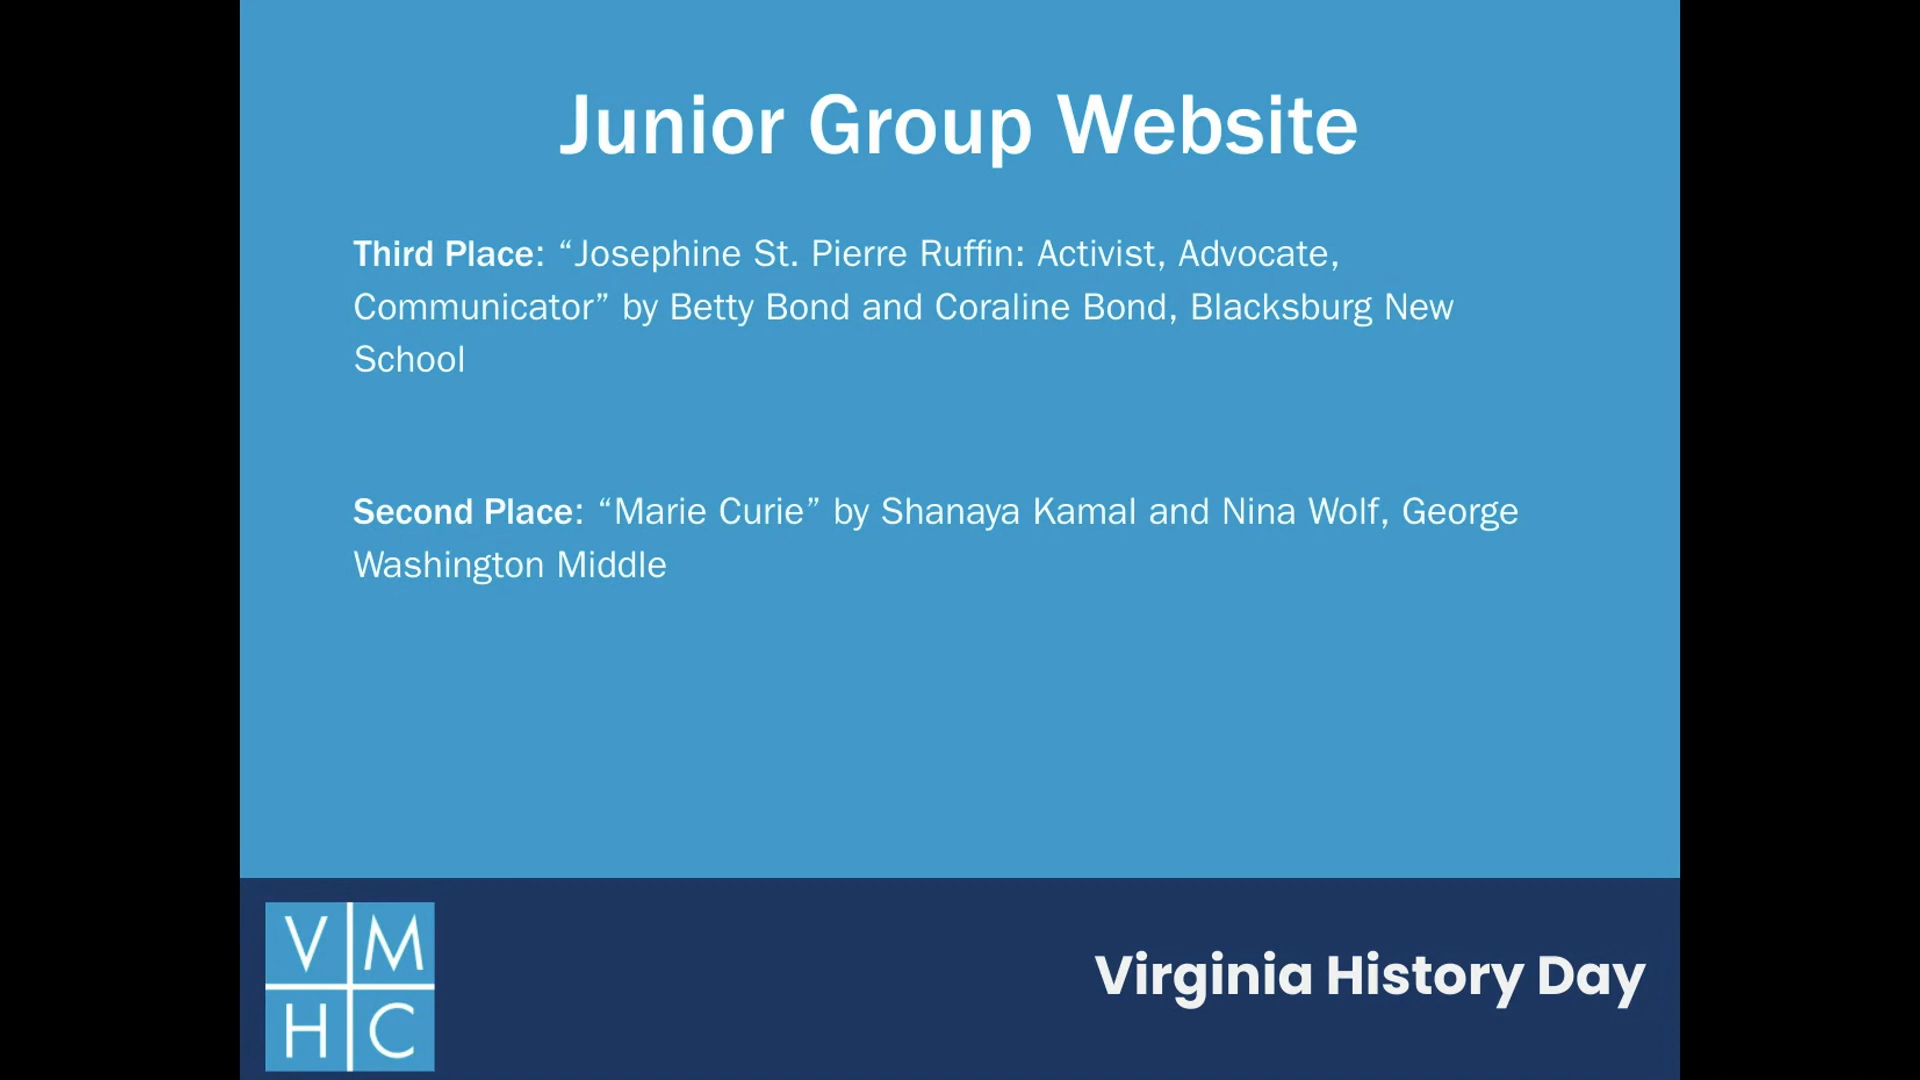 Junior Group Website
Third Place: “Josephine St. Pierre Ruffin: Activist, Advocate,
Communicator” by Betty Bond and Coraline Bond, Blacksburg New
School
Second Place: “Marie Curie” by Shanaya Kamal and Nina Wolf, George
Washington Middle
V M
H C
Virginia History Day